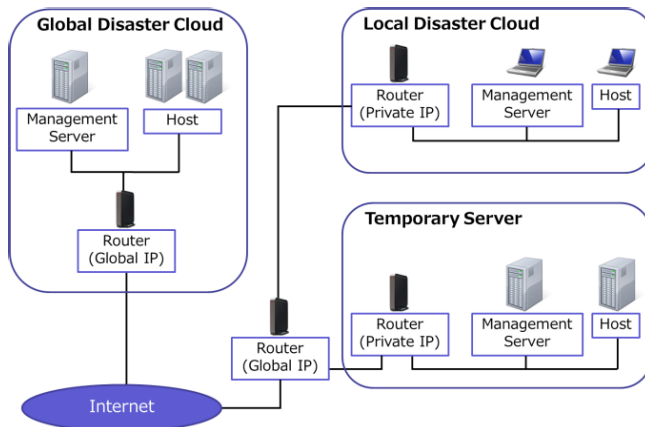 Global Disaster Cloud
Management
Server
Host
Router
(Global IP)
Local Disaster Cloud
Router
(Private IP)
Management
Server
Host
Temporary Server
Router
(Private IP)
Management
Server
Host
Router
(Global IP)
Internet